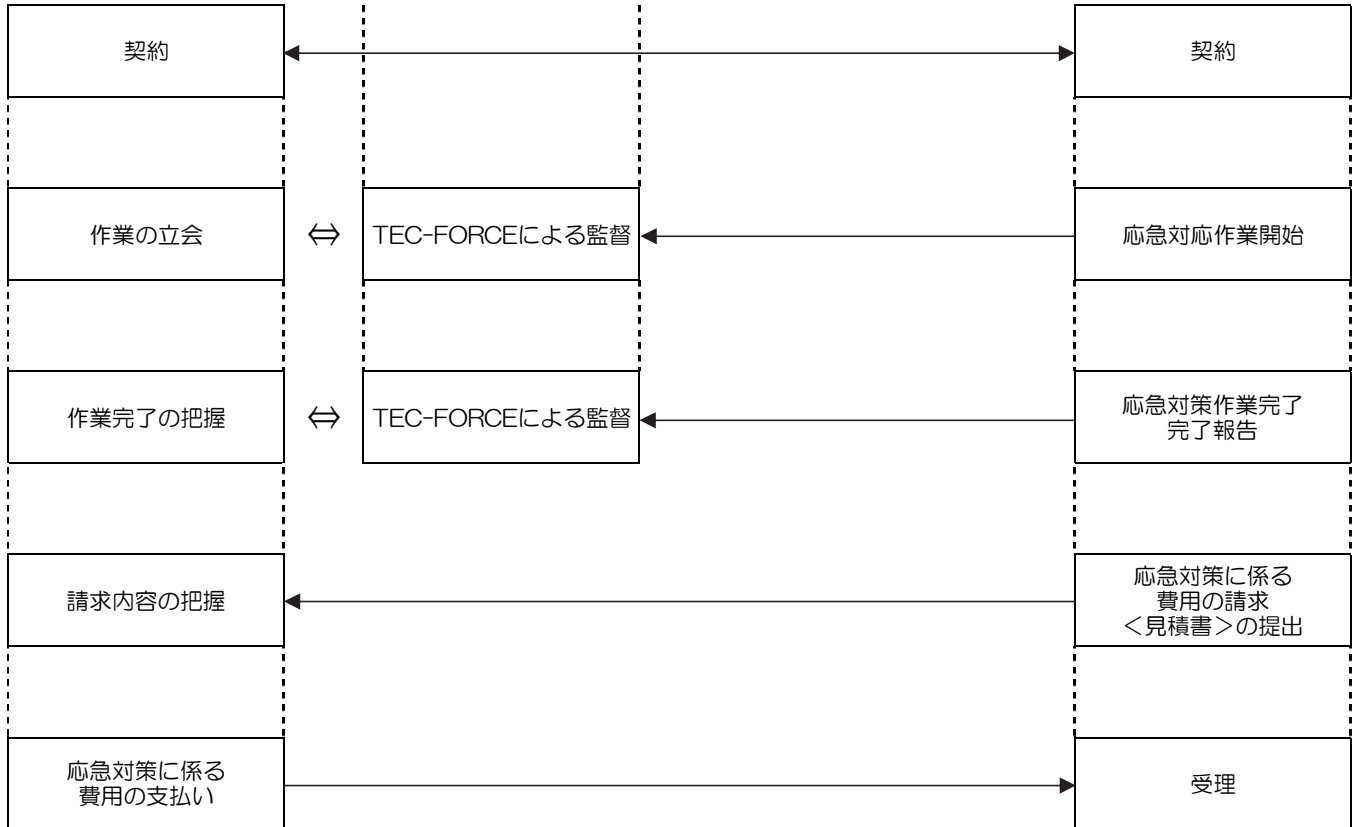 契約
契約
作業の立会
⇔
TEC-FORCEによる監督
応急対応作業開始
作業完了の把握
⇔
TEC-FORCEによる監督
応急対策作業完了
完了報告
請求内容の把握
応急対策に係る
費用の請求
＜見積書＞の提出
応急対策に係る
費用の支払い
受理